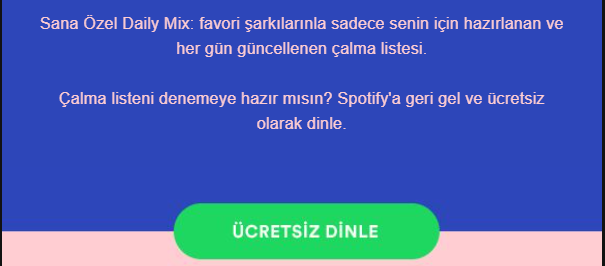 Sana Özel Daily Mix: favori şarkılarınla sadece senin için hazırlanan ve
her gün güncellenen çalma listesi.
Çalma listeni denemeye hazır mısın? Spotify'a geri gel ve ücretsiz
olarak dinle.
ÜCRETSİZ DİNLE